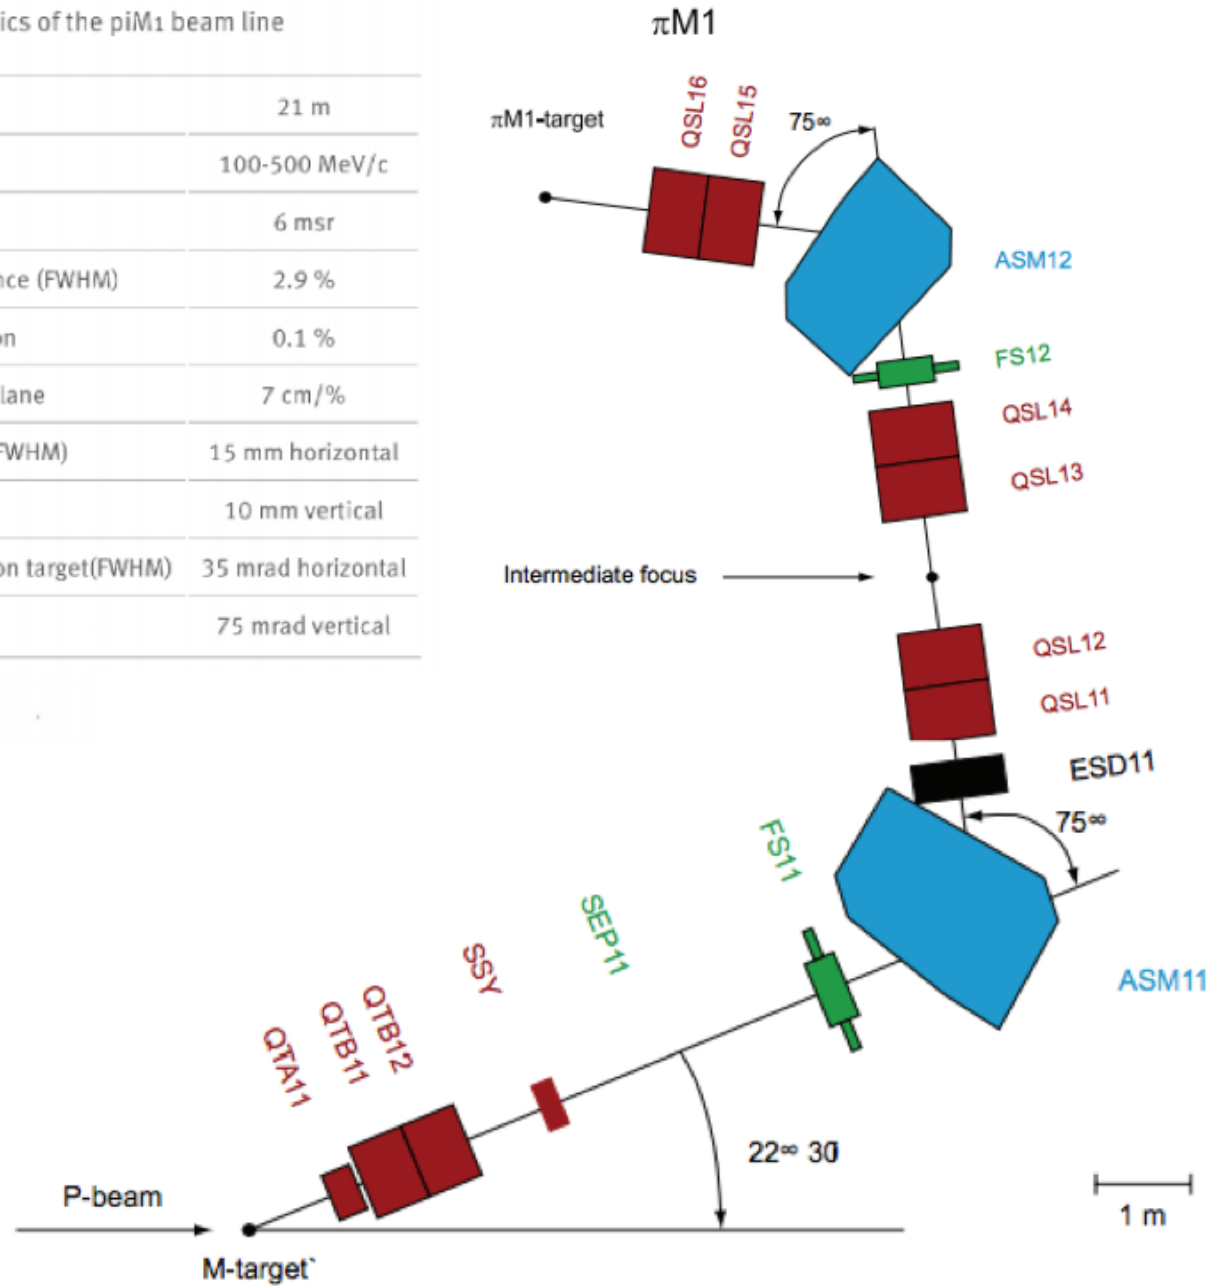 ics of the piM1 beam line
21 m
100-500 MeV/c
6 msr
nce (FWHM) 2.9 %
on 0.1 %
lane 7 cm/%
FWHM) 15 mm horizontal
10 mm vertical
on target(FWHM) 35 mrad horizontal
75 mrad vertical
πM1
QSL16
QSL15
πM1-target
75∞
ASM12
FS12
QSL14
QSL13
Intermediate focus
QSL12
QSL11
ESD11
75∞
FS11
SEP11
SSY
ASM11
QTB12
QTB11
QTA11
22∞ 30
P-beam
1 m
M-target`